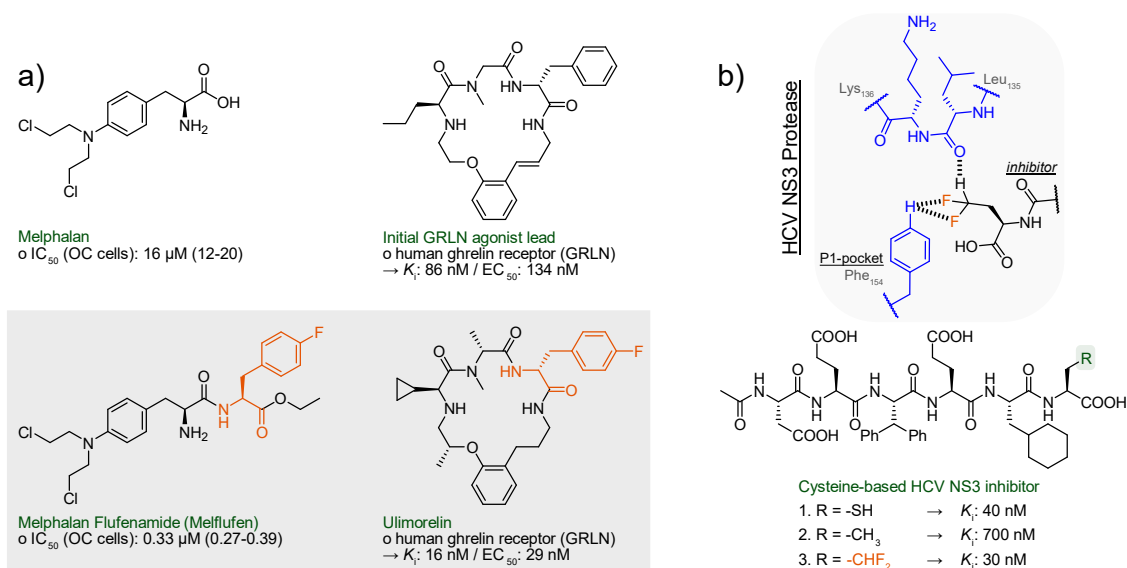 a)
O
OH
NH2
N
Cl
Cl
Melphalan
o IC50 (OC cells): 16 µM (12-20)
O
O
N
HN
O
NH
HN
O
Initial GRLN agonist lead
o human ghrelin receptor (GRLN)
→ Ki: 86 nM / EC50: 134 nM
F
O
N
H
O
O
NH2
N
Cl
Cl
Melphalan Flufenamide (Melflufen)
o IC50 (OC cells): 0.33 µM (0.27-0.39)
O
O
N
HN
F
O
NH
HN
O
Ulimorelin
o human ghrelin receptor (GRLN)
→ Ki: 16 nM / EC50: 29 nM
b)
HCV NS3 Protease
NH2
Lys136
Leu135
O
N
H
O
NH
inhibitor
H
O
H
F
F
NH
HO
O
P1-pocket
Phe154
COOH
COOH
R
H
N
O
N
H
O
H
N
O
N
H
O
H
N
O
N
H
O
COOH
COOH
Ph
Ph
Cysteine-based HCV NS3 inhibitor
1. R = -SH → Ki: 40 nM
2. R = -CH3 → Ki: 700 nM
3. R = -CHF2 → Ki: 30 nM